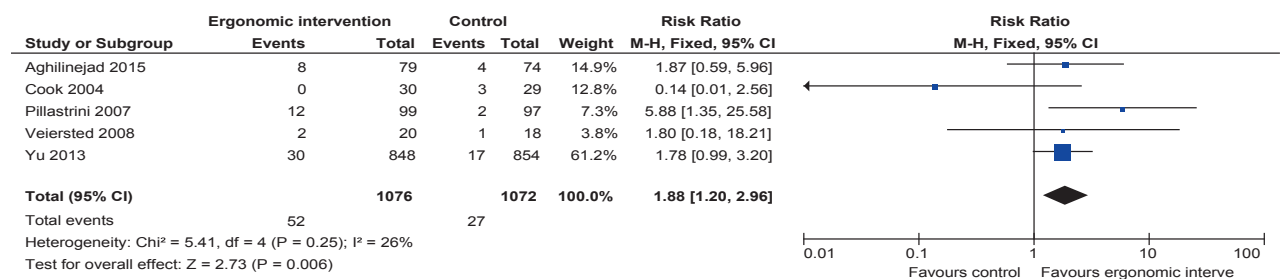 Ergonomic intervention Control Risk Ratio Risk Ratio
Study or Subgroup Events Total Events Total Weight M-H, Fixed, 95% CI M-H, Fixed, 95% CI
Aghilinejad 2015 8 79 4 74 14.9% 1.87 [0.59, 5.96]
Cook 2004 0 30 3 29 12.8% 0.14 [0.01, 2.56]
Pillastrini 2007 12 99 2 97 7.3% 5.88 [1.35, 25.58]
Veiersted 2008 2 20 1 18 3.8% 1.80 [0.18, 18.21]
Yu 2013 30 848 17 854 61.2% 1.78 [0.99, 3.20]
Total (95% CI) 1076 1072 100.0% 1.88 [1.20, 2.96]
Total events 52 27
Heterogeneity: Chi² = 5.41, df = 4 (P = 0.25); I² = 26%
Test for overall effect: Z = 2.73 (P = 0.006)
0.01 0.1 1 10 100
Favours control Favours ergonomic interve